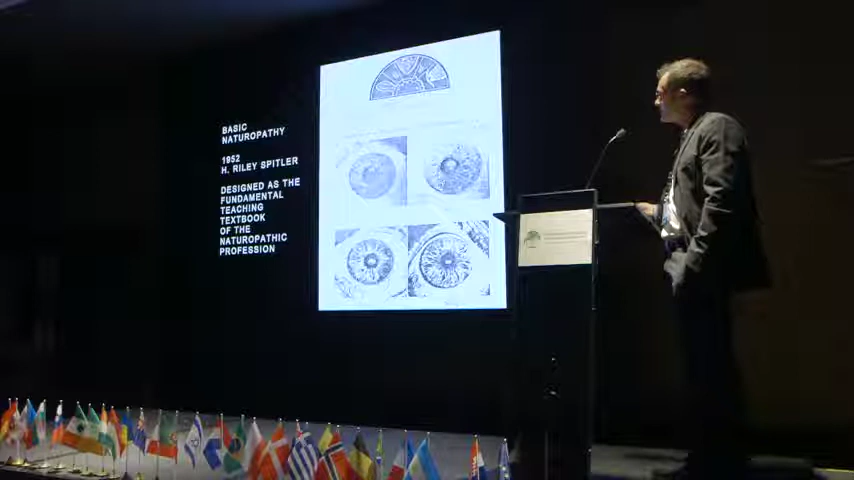 BASIC
NATUROPATHY
1952
H. RILEY SPITLER
DESIGNED AS THE
FUNDAMENTAL
TEACHING
TEXTBOOK
OF THE
NATUROPATHIC
PROFESSION